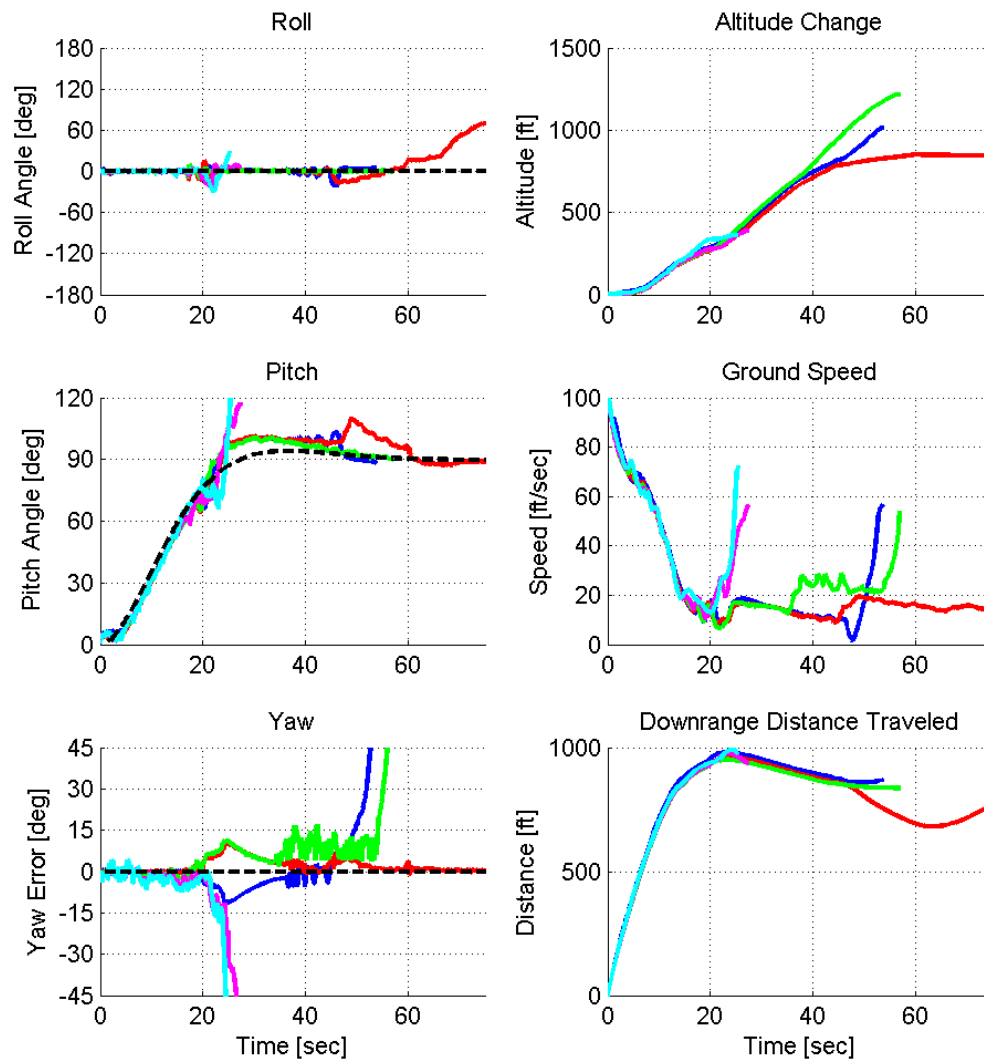 Roll
180
120
60
0
-60
-120
-180
Roll Angle [deg]
0 20 40 60
Altitude Change
1500
1000
500
0
Altitude [ft]
0 20 40 60
Pitch
120
90
60
30
0
Pitch Angle [deg]
0 20 40 60
Ground Speed
100
80
60
40
20
0
Speed [ft/sec]
0 20 40 60
Yaw
45
30
15
0
-15
-30
-45
Yaw Error [deg]
0 20 40 60
Time [sec]
Downrange Distance Traveled
1000
500
0
Distance [ft]
0 20 40 60
Time [sec]